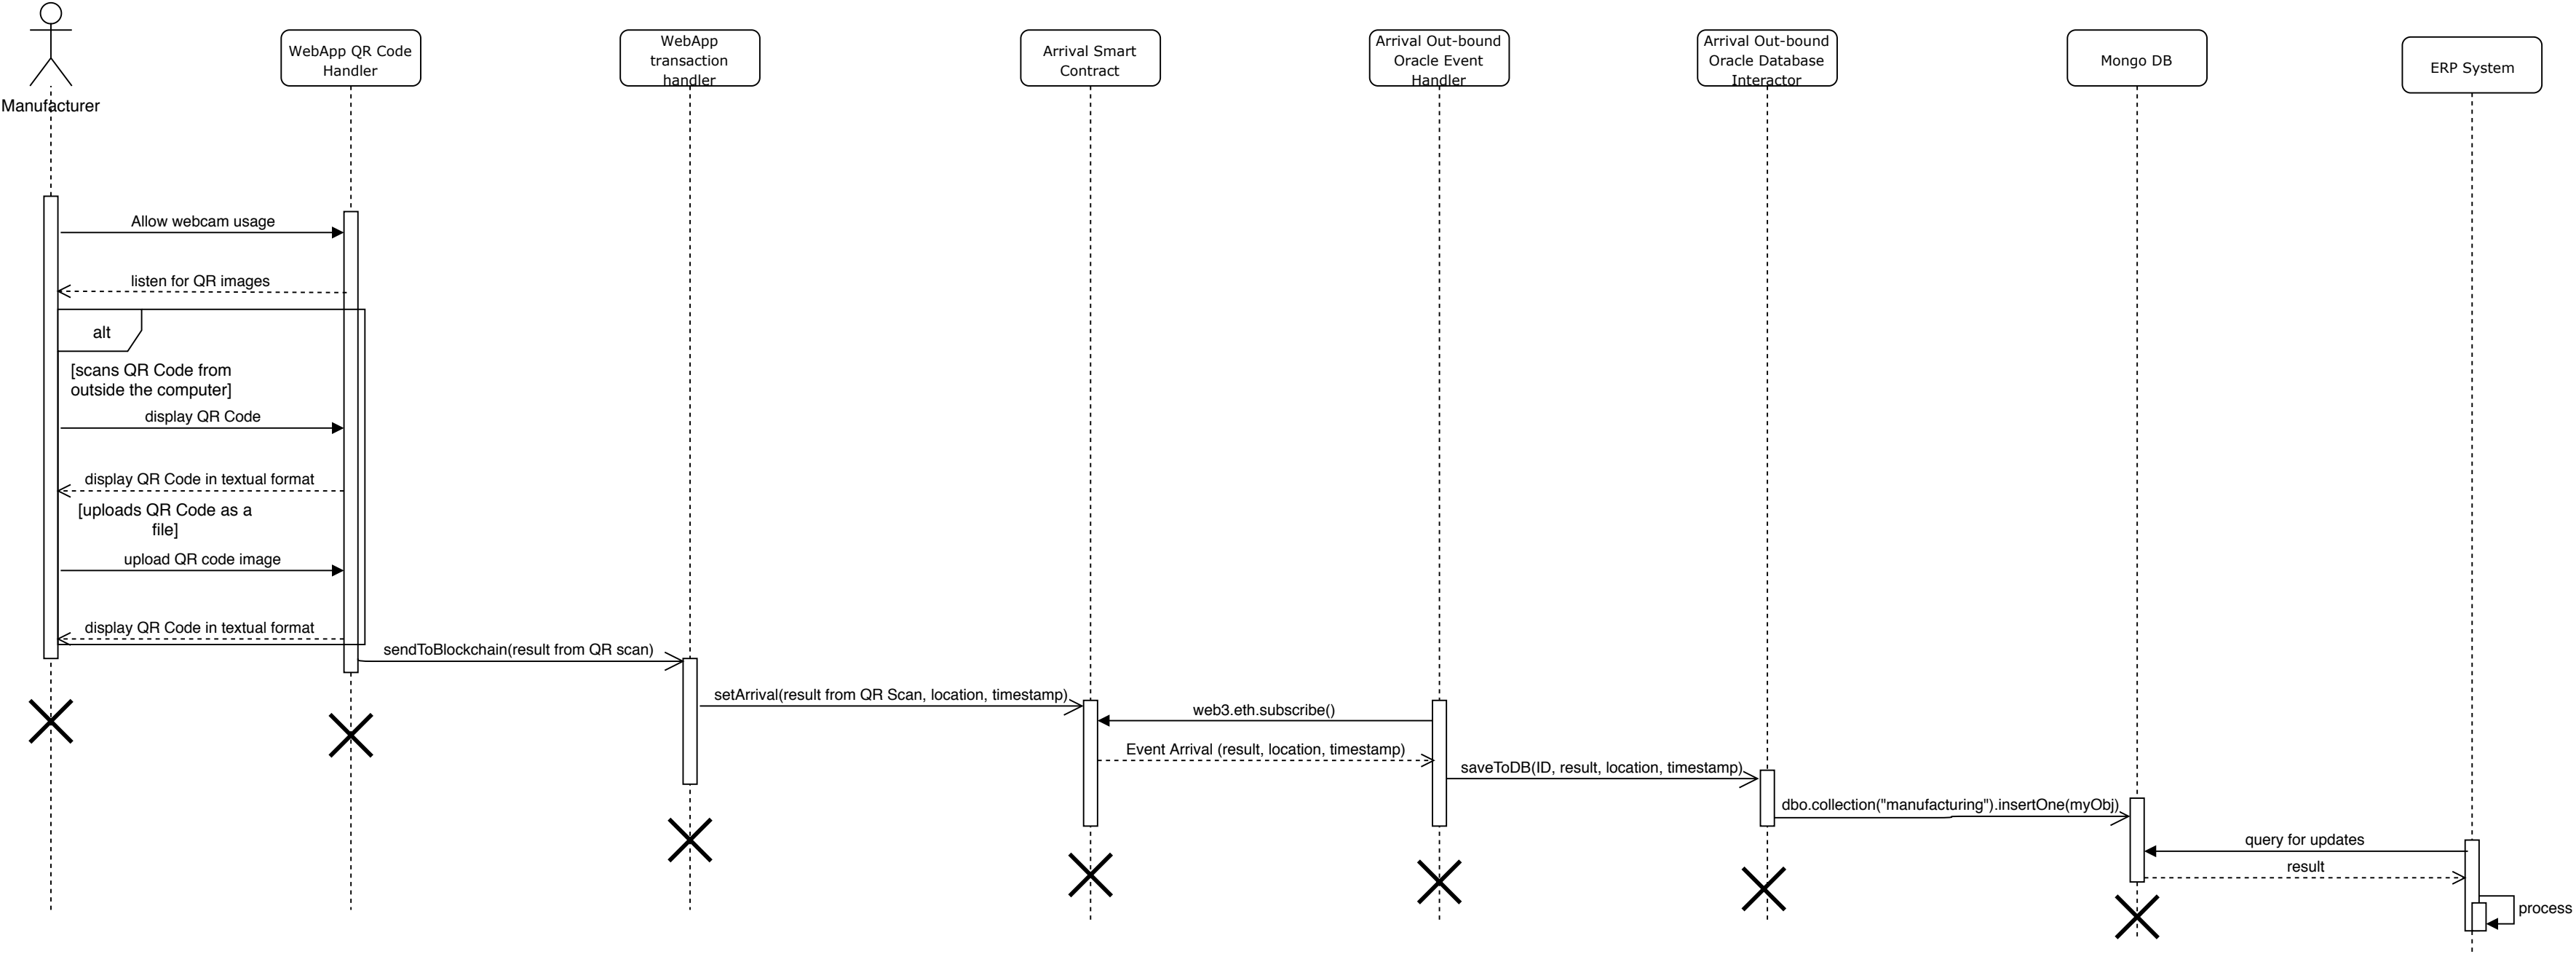 Manufacturer
WebApp QR Code
Handler
WebApp
transaction
handler
Arrival Smart
Contract
Arrival Out-bound
Oracle Event
Handler
Arrival Out-bound
Oracle Database
Interactor
Mongo DB
ERP System
Allow webcam usage
listen for QR images
alt
[scans QR Code from
outside the computer]
display QR Code
display QR Code in textual format
[uploads QR Code as a
file]
upload QR code image
display QR Code in textual format
sendToBlockchain(result from QR scan)
setArrival(result from QR Scan, location, timestamp)
web3.eth.subscribe()
Event Arrival (result, location, timestamp)
saveToDB(ID, result, location, timestamp)
dbo.collection("manufacturing").insertOne(myObj)
query for updates
result
process